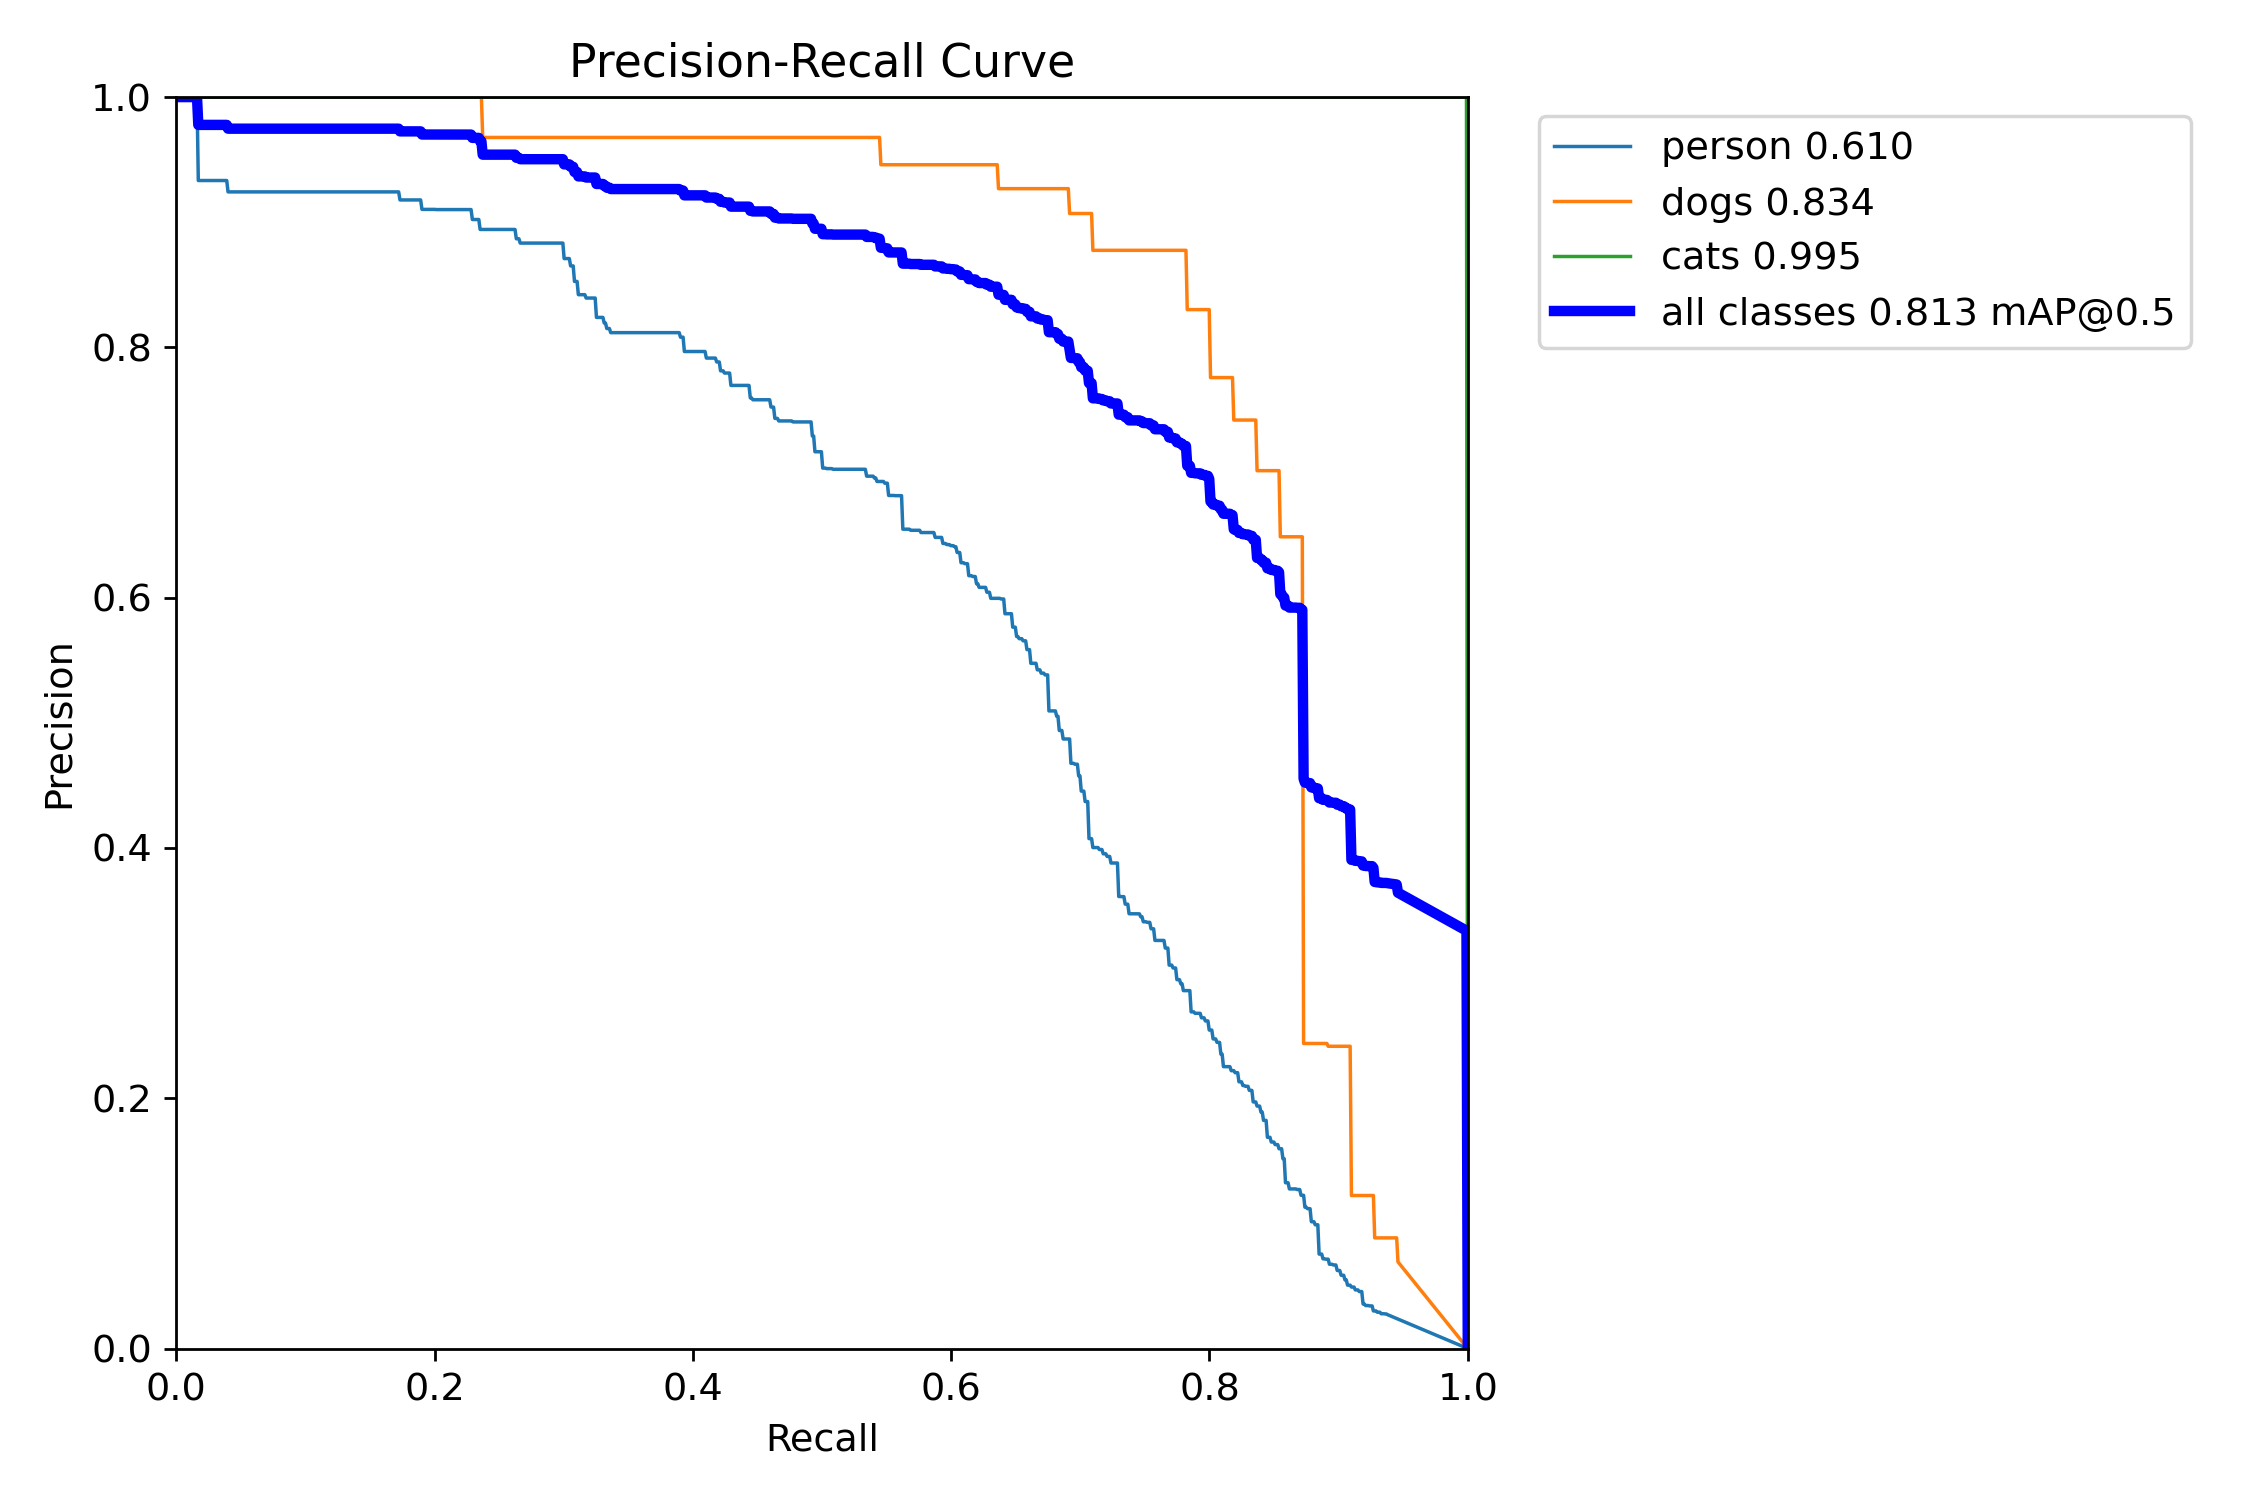 Precision-Recall Curve
1.0
0.8
0.6
0.4
0.2
0.0
Precision
0.0 0.2 0.4 0.6 0.8 1.0
Recall
person 0.610
dogs 0.834
cats 0.995
all classes 0.813 mAP@0.5